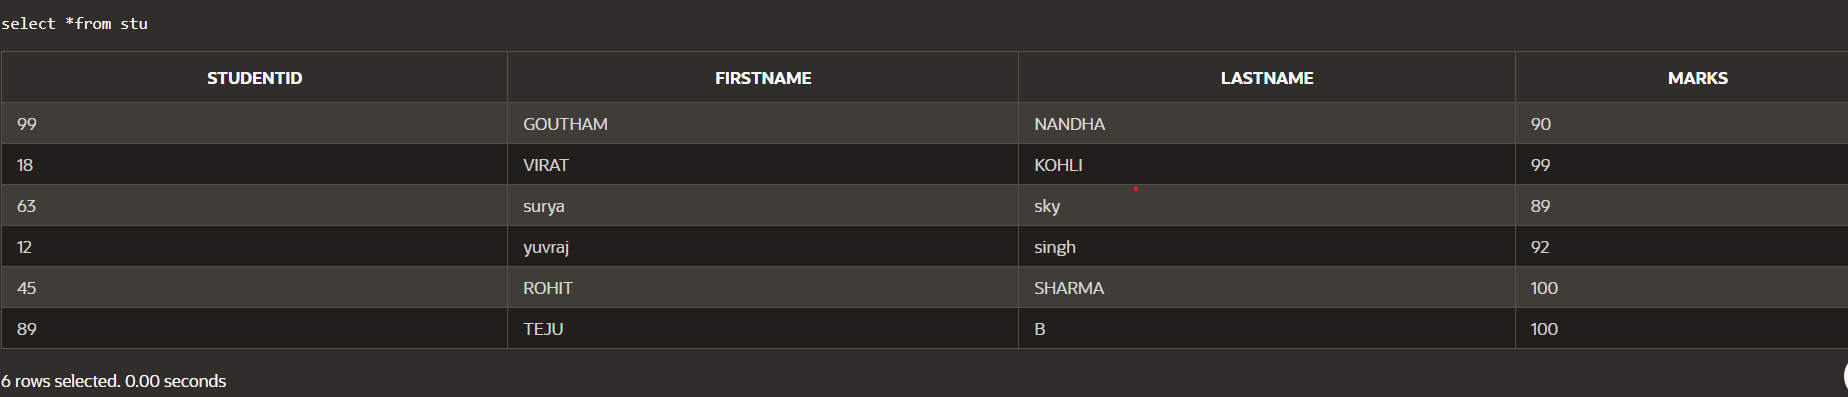 select *from stu
STUDENTID FIRSTNAME LASTNAME MARKS
99 GOUTHAM NANDHA 90
18 VIRAT KOHLI 99
63 surya sky 89
12 yuvraj singh 92
45 ROHIT SHARMA 100
89 TEJU B 100
6 rows selected. 0.00 seconds